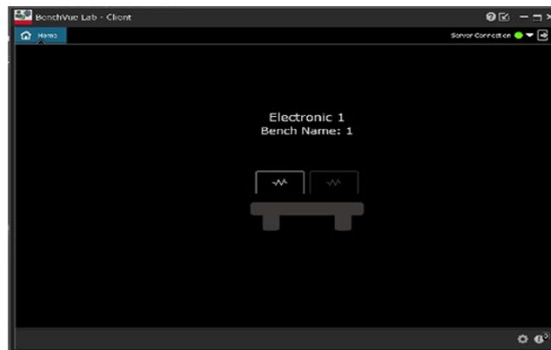 BenchVue Lab - Client
Home
Server Connection
Electronic 1
Bench Name: 1